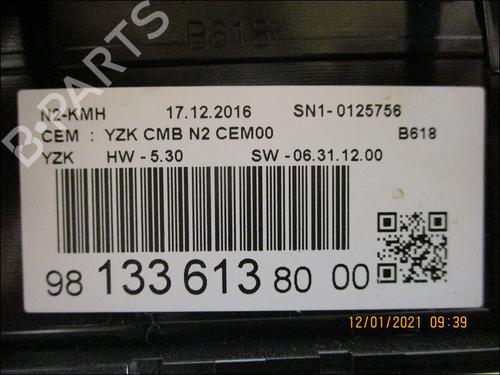 B618
B-PARTS
N2-KMH 17.12.2016 SN1-0125756
CEM : YZK CMB N2 CEM00 B618
YZK HW - 5.30 SW - 06.31.12.00
98 133 613 80 00
12/01/2021 09:39